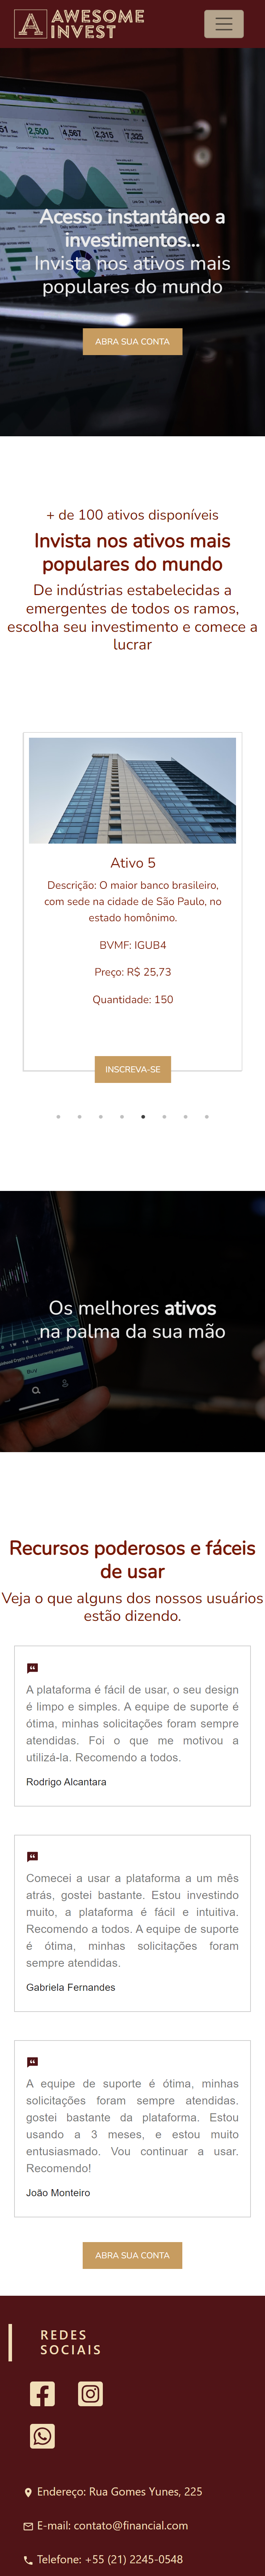 AWESOME
INVEST
2,500
4,567
Acesso instantâneo a
investimentos...
Invista nos ativos mais
populares do mundo
ABRA SUA CONTA
+ de 100 ativos disponíveis
Invista nos ativos mais
populares do mundo
De indústrias estabelecidas a
emergentes de todos os ramos,
escolha seu investimento e comece a
lucrar
Ativo 5
Descrição: O maior banco brasileiro,
com sede na cidade de São Paulo, no
estado homônimo.
BVMF: IGUB4
Preço: R$ 25,73
Quantidade: 150
INSCREVA-SE
Os melhores ativos
na palma da sua mão
Buy
Recursos poderosos e fáceis
de usar
Veja o que alguns dos nossos usuários
estão dizendo.
A plataforma é fácil de usar, o seu design
é limpo e simples. A equipe de suporte é
ótima, minhas solicitações foram sempre
atendidas. Foi o que me motivou a
utilizá-la. Recomendo a todos.
Rodrigo Alcantara
Comecei a usar a plataforma a um mês
atrás, gostei bastante. Estou investindo
muito, a plataforma é fácil e intuitiva.
Recomendo a todos. A equipe de suporte
é ótima, minhas solicitações foram
sempre atendidas.
Gabriela Fernandes
A equipe de suporte é ótima, minhas
solicitações foram sempre atendidas.
gostei bastante da plataforma. Estou
usando a 3 meses, e estou muito
entusiasmado. Vou continuar a usar.
Recomendo!
João Monteiro
ABRA SUA CONTA
REDES
SOCIAIS
Endereço: Rua Gomes Yunes, 225
E-mail: contato@financial.com
Telefone: +55 (21) 2245-0548